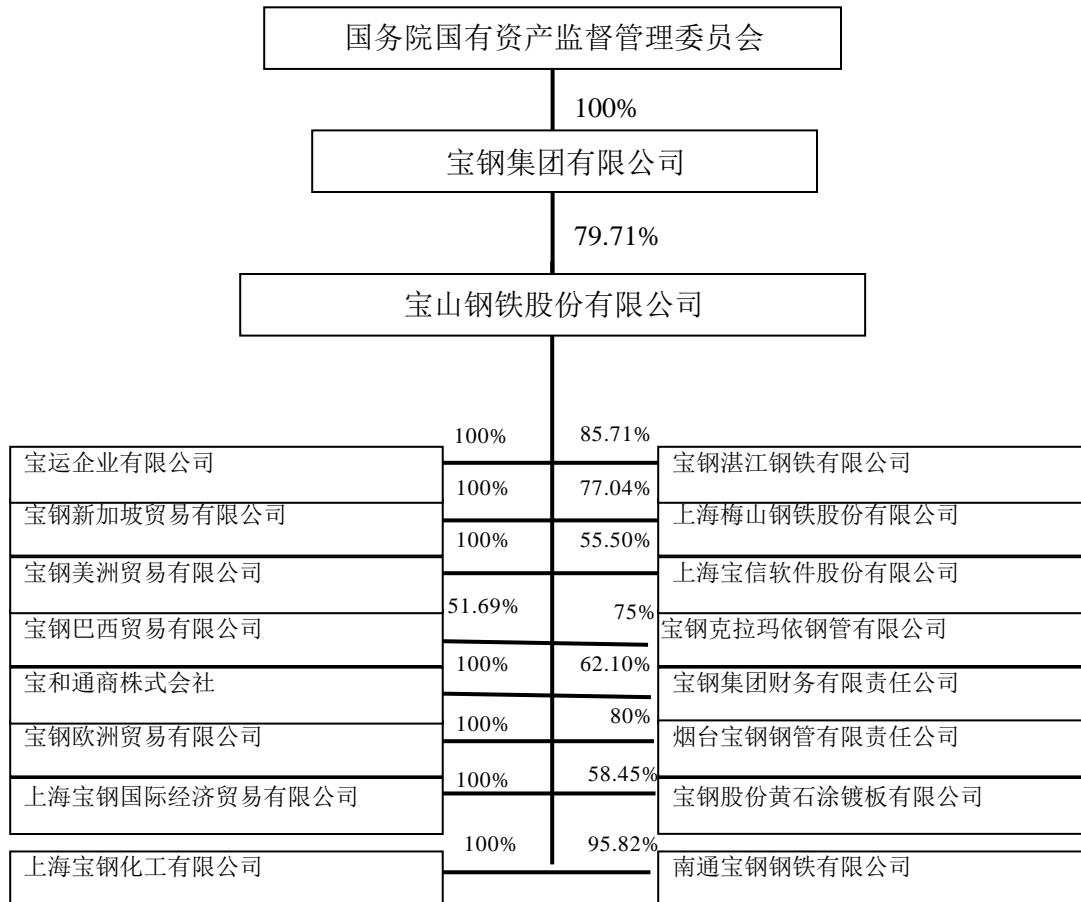 国务院国有资产监督管理委员会
100%
宝钢集团有限公司
79.71%
宝山钢铁股份有限公司
100%
85.71%
宝运企业有限公司
宝钢湛江钢铁有限公司
100%
77.04%
宝钢新加坡贸易有限公司
上海梅山钢铁股份有限公司
100%
55.50%
宝钢美洲贸易有限公司
上海宝信软件股份有限公司
51.69%
75%
宝钢巴西贸易有限公司
宝钢克拉玛依钢管有限公司
100%
62.10%
宝和通商株式会社
宝钢集团财务有限责任公司
100%
80%
宝钢欧洲贸易有限公司
烟台宝钢钢管有限责任公司
100%
58.45%
上海宝钢国际经济贸易有限公司
宝钢股份黄石涂镀板有限公司
100%
95.82%
上海宝钢化工有限公司
南通宝钢钢铁有限公司